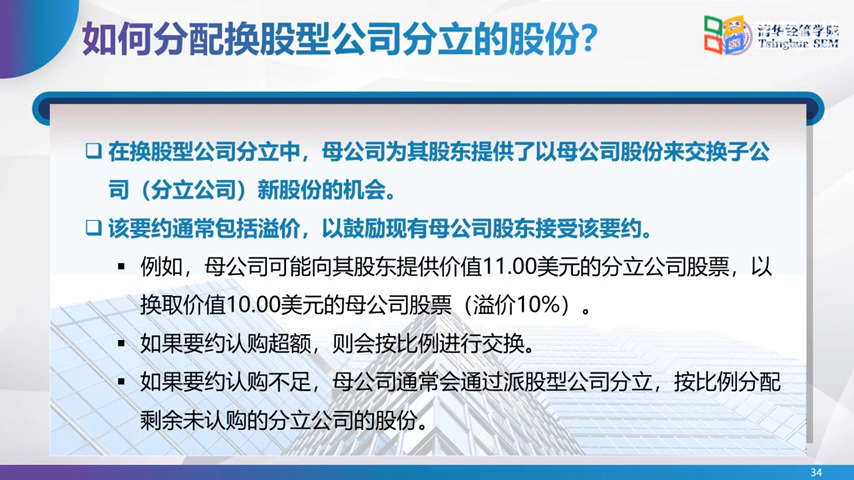 如何分配换股型公司分立的股份？
清华经管学院
Tsinghua SEM
在换股型公司分立中，母公司为其股东提供了以母公司股份来交换子公
司（分立公司）新股份的机会。
该要约通常包括溢价，以鼓励现有母公司股东接受该要约。
例如，母公司可能向其股东提供价值11.00美元的分立公司股票，以
换取价值10.00美元的母公司股票（溢价10%）。
如果要约认购超额，则会按比例进行交换。
如果要约认购不足，母公司通常会通过派股型公司分立，按比例分配
剩余未认购的分立公司的股份。
34